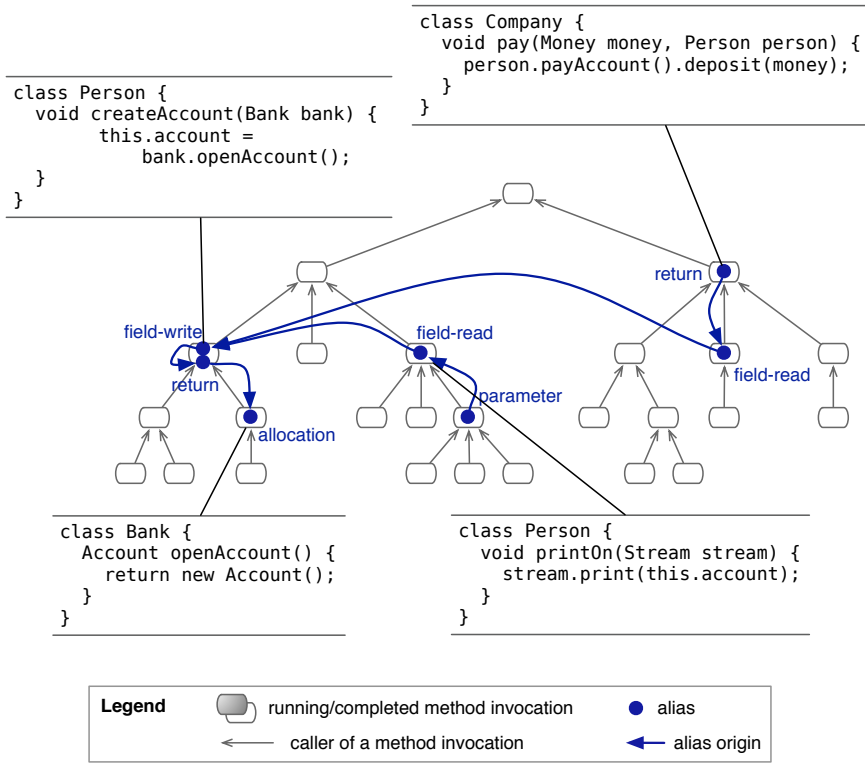 class Company {
  void pay(Money money, Person person) {
    person.payAccount().deposit(money);
  }
}
class Person {
  void createAccount(Bank bank) {
        this.account =
            bank.openAccount();
  }
}
return
field-write
field-read
return
field-read
parameter
allocation
class Bank {
  Account openAccount() {
    return new Account();
  }
}
class Person {
  void printOn(Stream stream) {
    stream.print(this.account);
  }
}
Legend
running/completed method invocation
alias
caller of a method invocation
alias origin